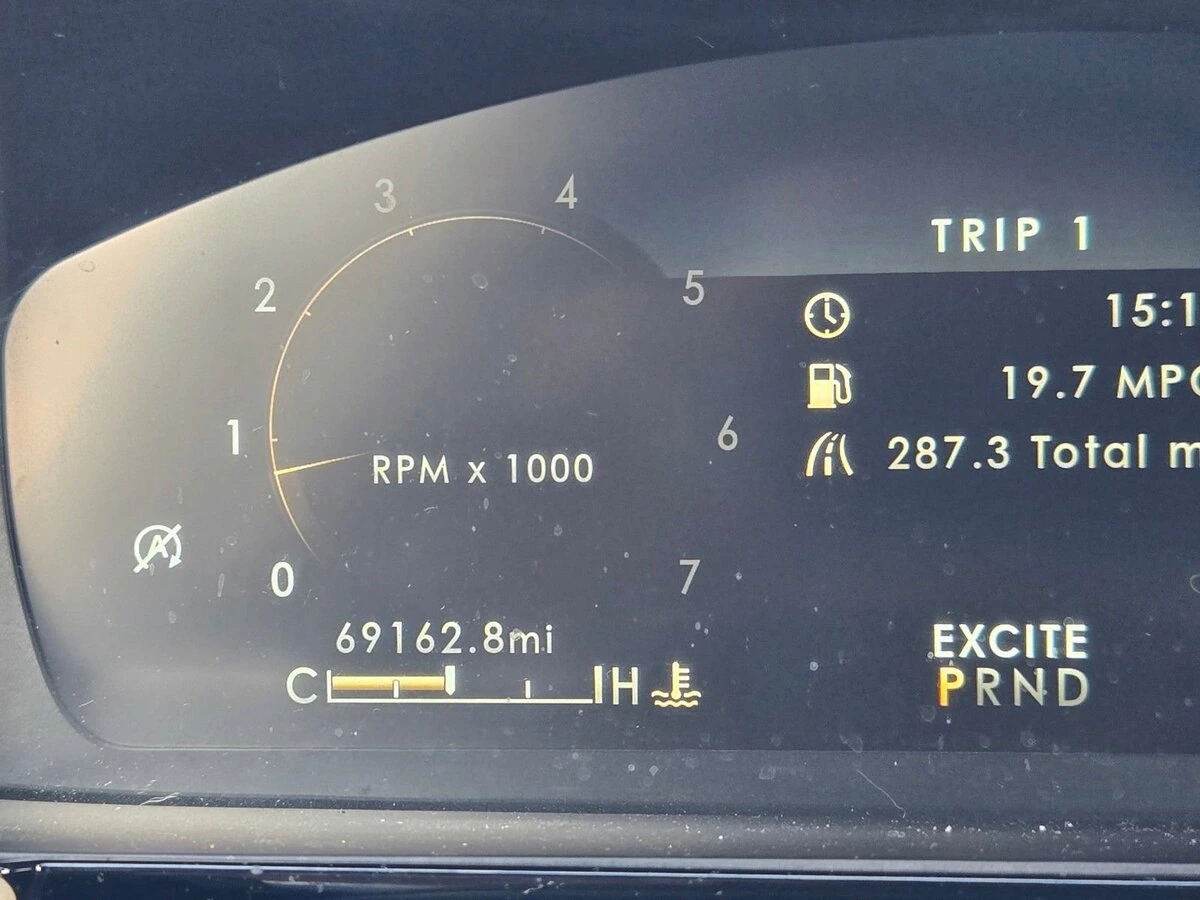 3 4
TRIP 1
2 5
15:1
19.7 MPG
1 6
287.3 Total m
RPM x 1000
A
0 7
69162.8mi
EXCITE
C H
PRND